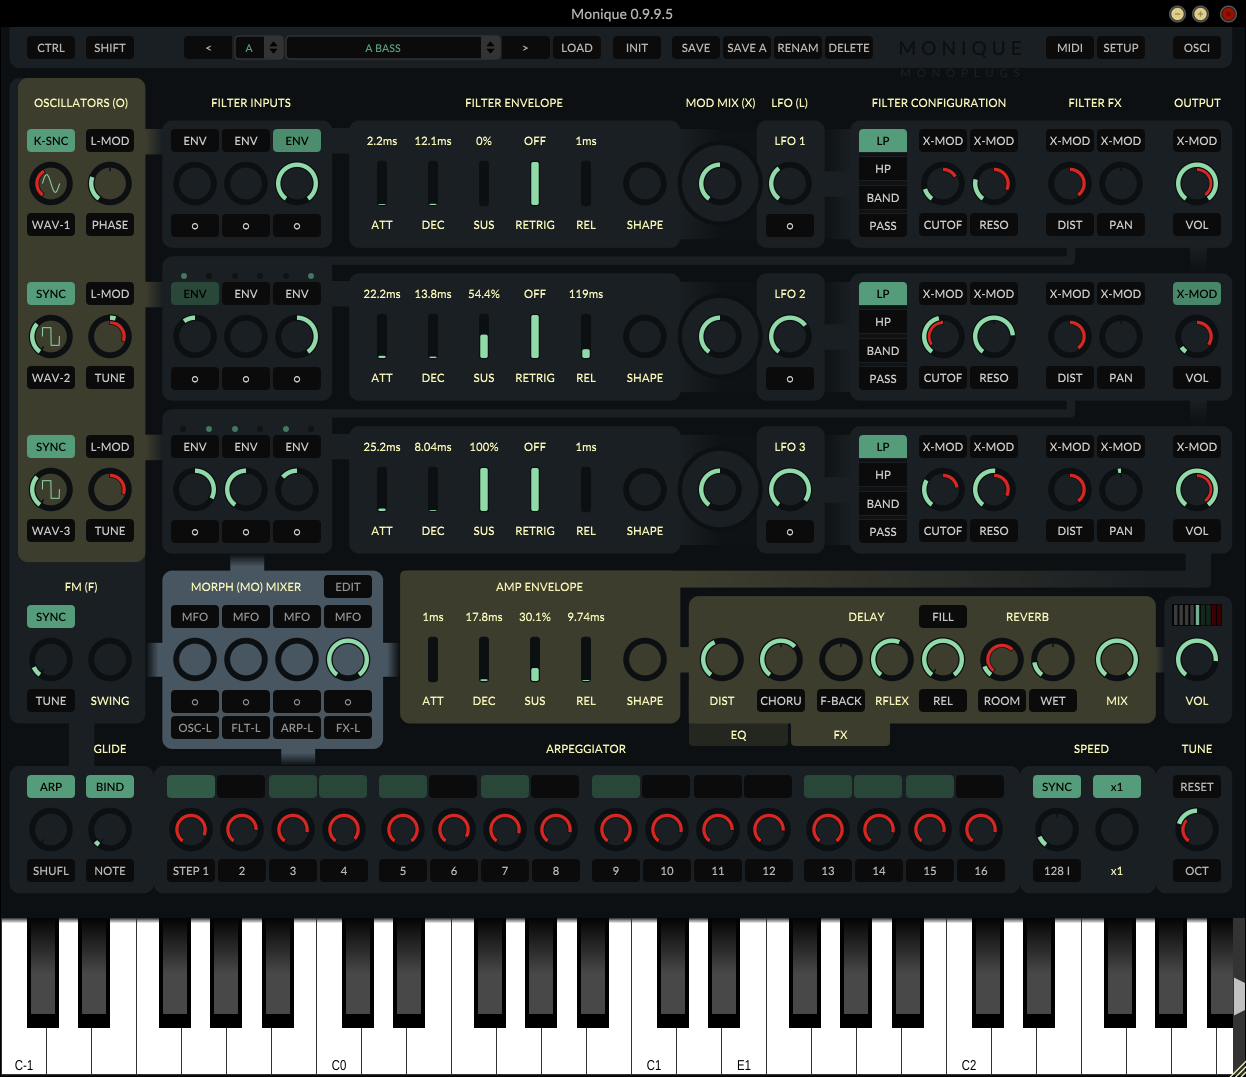 Monique 0.9.9.5
CTRL SHIFT < A A BASS > LOAD INIT SAVE SAVE A RENAM DELETE MONIQUE MIDI SETUP OSCI
MONOPLUGS
OSCILLATORS (O) FILTER INPUTS FILTER ENVELOPE MOD MIX (X) LFO (L) FILTER CONFIGURATION FILTER FX OUTPUT
K-SNC L-MOD ENV ENV ENV 2.2ms 12.1ms 0% OFF 1ms LFO 1 LP X-MOD X-MOD X-MOD X-MOD X-MOD
HP
BAND
WAV-1 PHASE o o o ATT DEC SUS RETRIG REL SHAPE o PASS CUTOF RESO DIST PAN VOL
SYNC L-MOD ENV ENV ENV 22.2ms 13.8ms 54.4% OFF 119ms LFO 2 LP X-MOD X-MOD X-MOD X-MOD X-MOD
HP
BAND
WAV-2 TUNE o o o ATT DEC SUS RETRIG REL SHAPE o PASS CUTOF RESO DIST PAN VOL
SYNC L-MOD ENV ENV ENV 25.2ms 8.04ms 100% OFF 1ms LFO 3 LP X-MOD X-MOD X-MOD X-MOD X-MOD
HP
BAND
WAV-3 TUNE o o o ATT DEC SUS RETRIG REL SHAPE o PASS CUTOF RESO DIST PAN VOL
FM (F) MORPH (MO) MIXER EDIT AMP ENVELOPE
SYNC MFO MFO MFO MFO 1ms 17.8ms 30.1% 9.74ms DELAY FILL REVERB
TUNE SWING o o o o ATT DEC SUS REL SHAPE DIST CHORU F-BACK RFLEX REL ROOM WET MIX VOL
OSC-L FLT-L ARP-L FX-L EQ FX
GLIDE ARPEGGIATOR SPEED TUNE
ARP BIND SYNC x1 RESET
SHUFL NOTE STEP 1 2 3 4 5 6 7 8 9 10 11 12 13 14 15 16 128 I x1 OCT
C-1 C0 C1 E1 C2